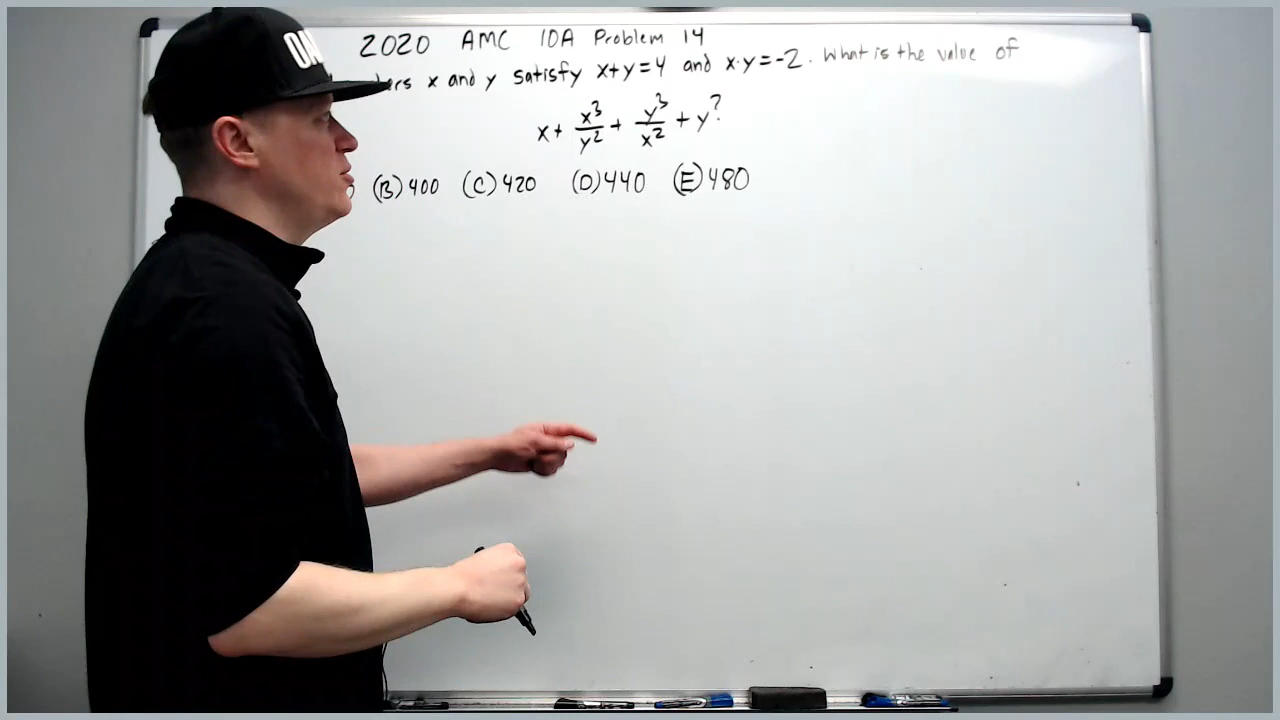 2020 AMC 10A Problem 14
x and y satisfy x+y=4 and x·y=-2. What is the value of
x + x³/y² + y³/x² + y?
(B) 400 (C) 420 (D) 440 (E) 480